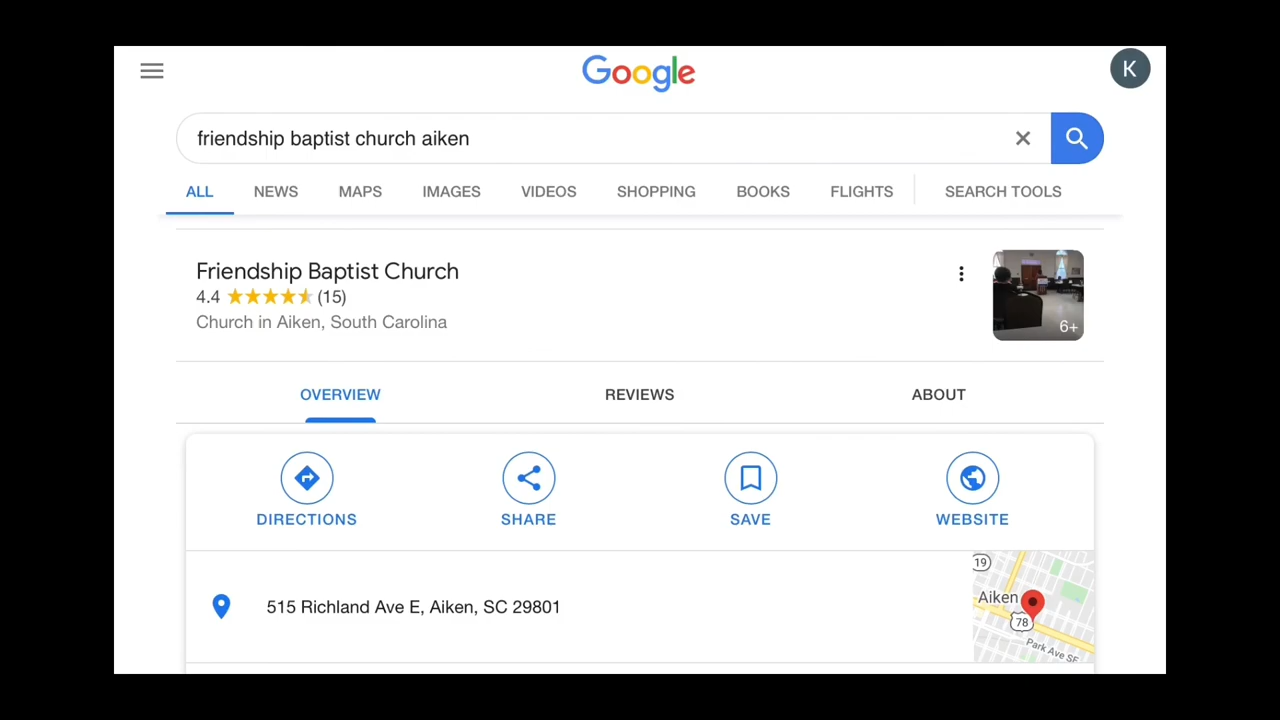 Google
K
friendship baptist church aiken
ALL NEWS MAPS IMAGES VIDEOS SHOPPING BOOKS FLIGHTS SEARCH TOOLS
Friendship Baptist Church
4.4 (15)
Church in Aiken, South Carolina
6+
OVERVIEW REVIEWS ABOUT
DIRECTIONS SHARE SAVE WEBSITE
515 Richland Ave E, Aiken, SC 29801
19
Aiken
78
Park Ave SE